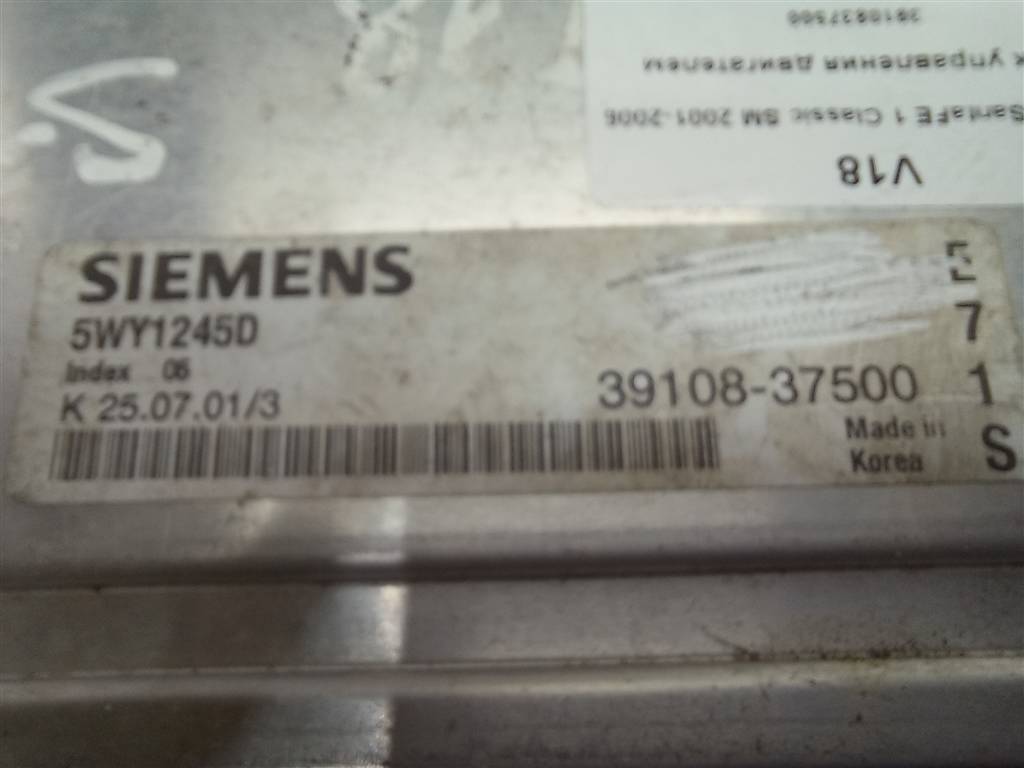 V18
SantaFE 1 Classic SM 2001-2006
к управления двигателем
3910837500
SIEMENS
5WY1245D
Index 06
K 25.07.01/3
39108-37500
Made in
Korea
E
7
1
S